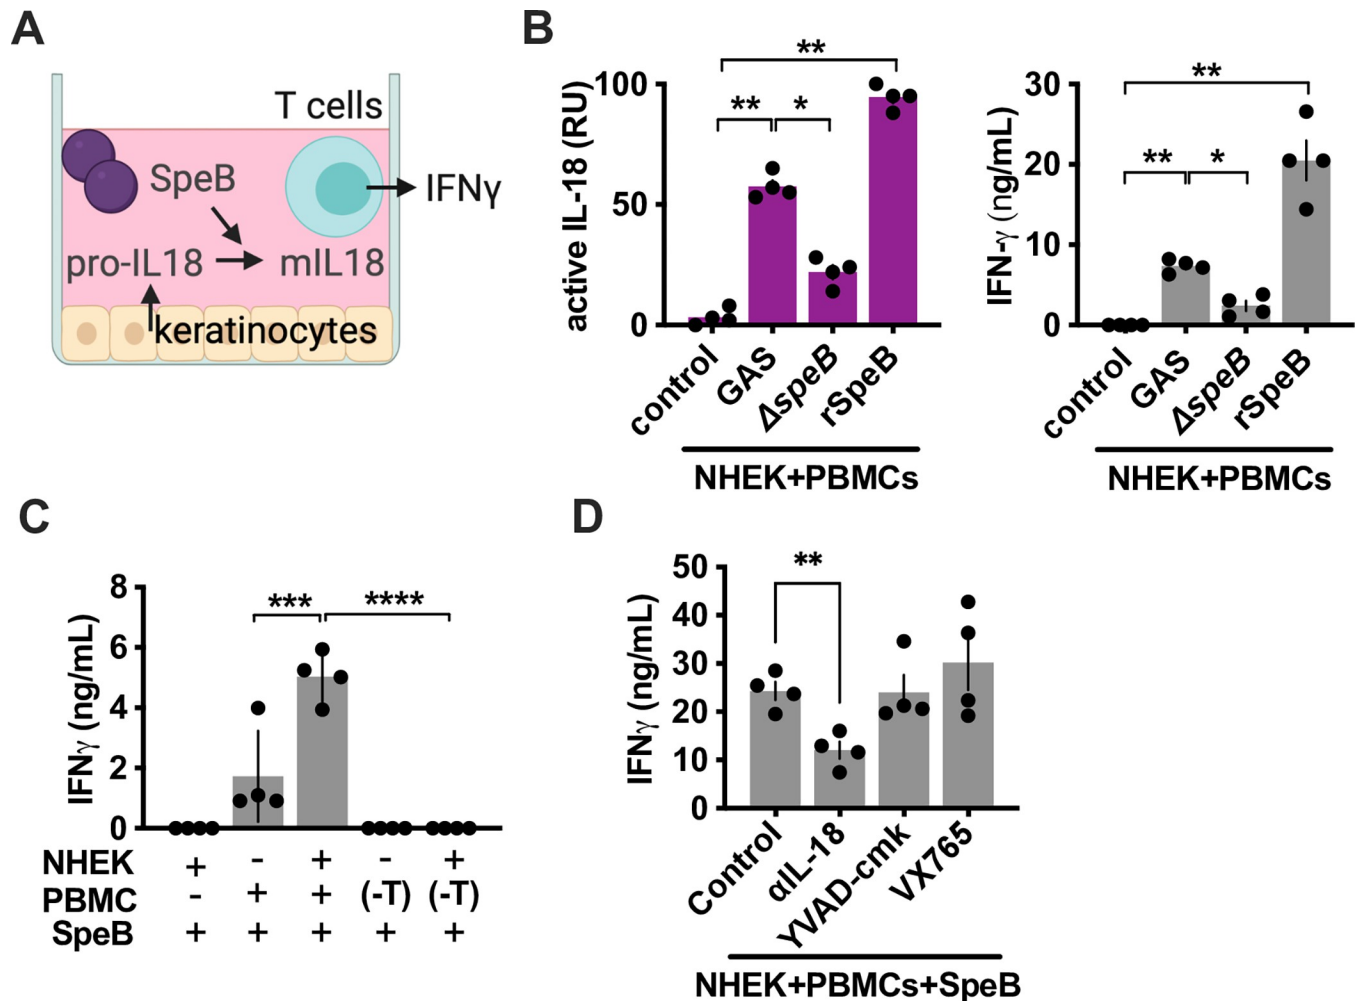 A
T cells
SpeB
IFNγ
pro-IL18
mIL18
keratinocytes
B
active IL-18 (RU)
100
50
0
**
**
*
control
GAS
ΔspeB
rSpeB
NHEK+PBMCs
IFN-γ (ng/mL)
30
20
10
0
**
**
*
control
GAS
ΔspeB
rSpeB
NHEK+PBMCs
C
IFNγ (ng/mL)
8
6
4
2
0
***
****
NHEK + - + - +
PBMC - + + (-T) (-T)
SpeB + + + + +
D
IFNγ (ng/mL)
50
40
30
20
10
0
**
Control
αIL-18
YVAD-cmk
VX765
NHEK+PBMCs+SpeB